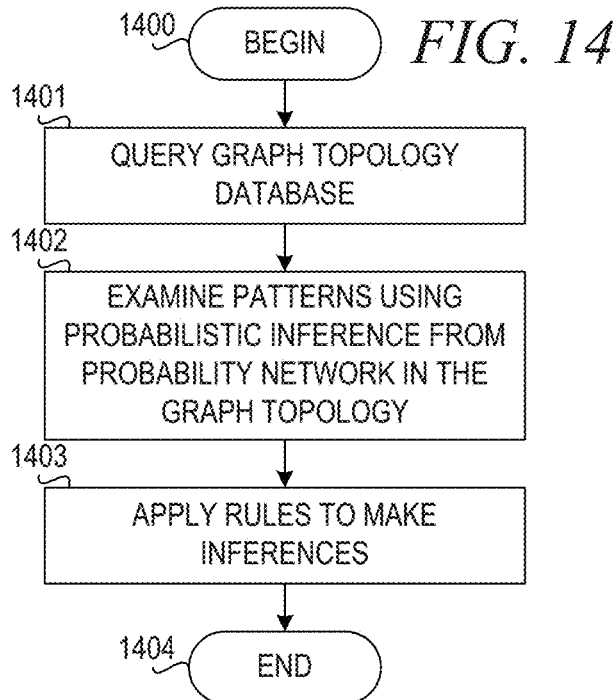 1400
BEGIN
FIG. 14
1401
QUERY GRAPH TOPOLOGY
DATABASE
1402
EXAMINE PATTERNS USING
PROBABILISTIC INFERENCE FROM
PROBABILITY NETWORK IN THE
GRAPH TOPOLOGY
1403
APPLY RULES TO MAKE
INFERENCES
1404
END